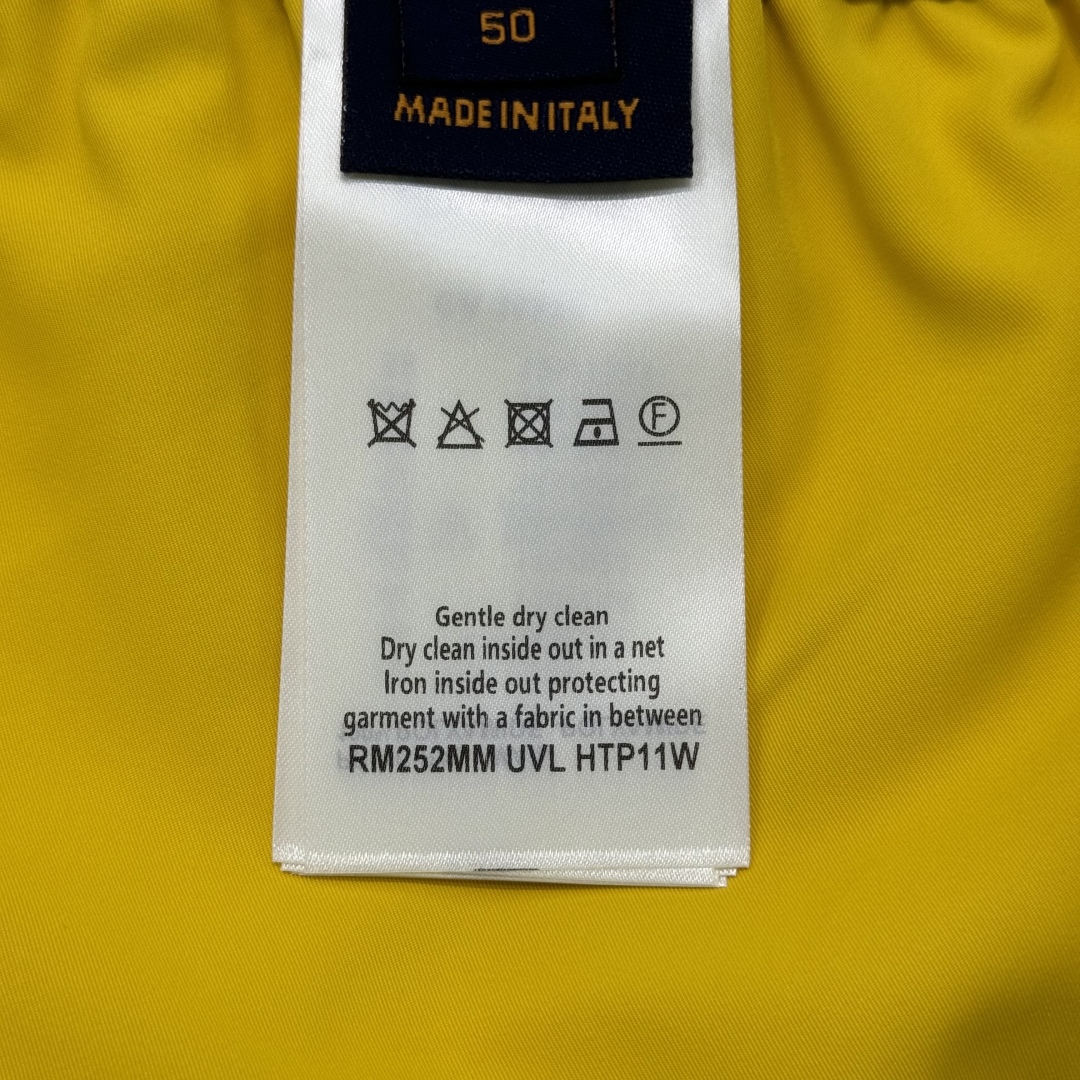 50
MADE IN ITALY
F
Gentle dry clean
Dry clean inside out in a net
Iron inside out protecting
garment with a fabric in between
RM252MM UVL HTP11W